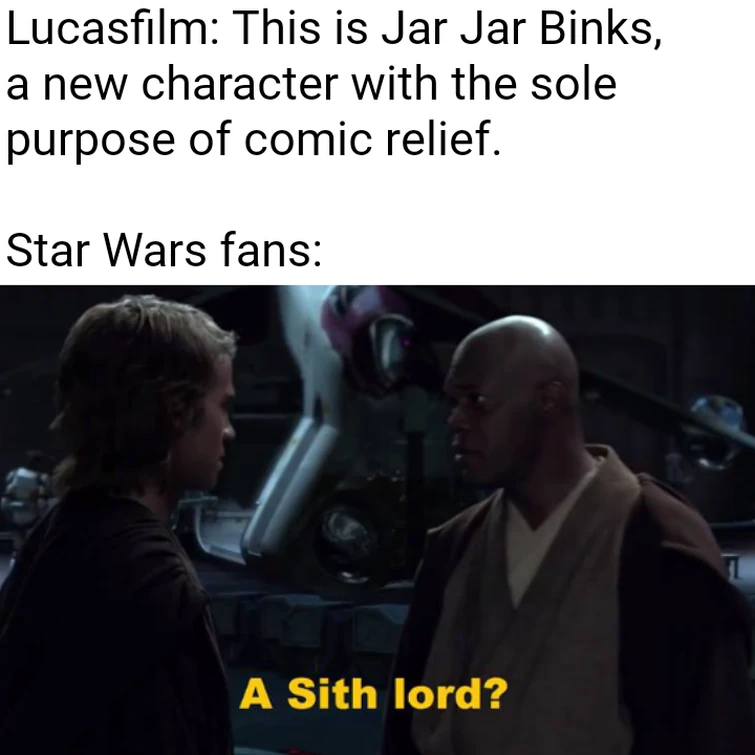 Lucasfilm: This is Jar Jar Binks,
a new character with the sole
purpose of comic relief.
Star Wars fans:
A Sith lord?